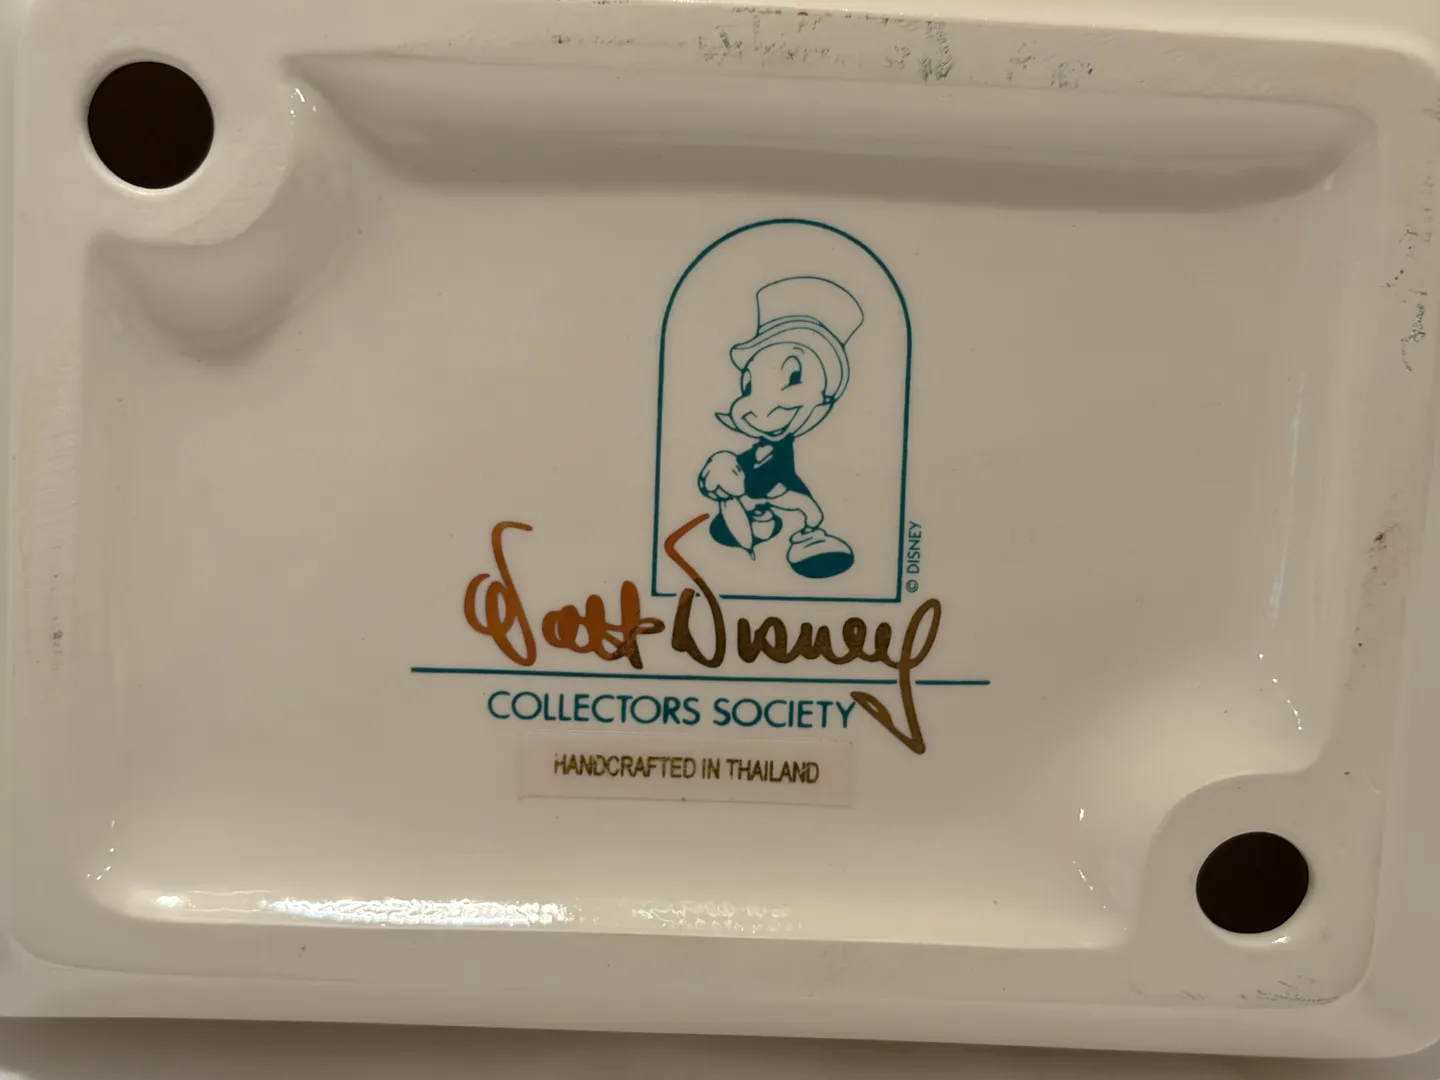 © DISNEY
Walt Disney
COLLECTORS SOCIETY
HANDCRAFTED IN THAILAND